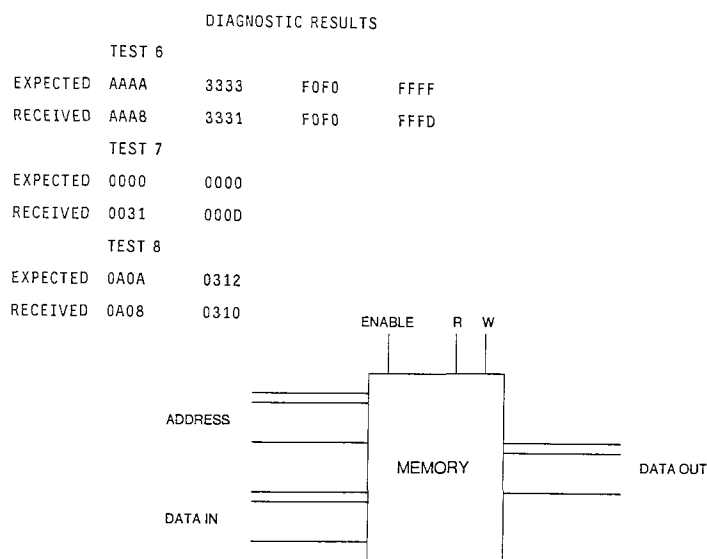 DIAGNOSTIC RESULTS
TEST 6
EXPECTED AAAA 3333 F0F0 FFFF
RECEIVED AAA8 3331 F0F0 FFFD
TEST 7
EXPECTED 0000 0000
RECEIVED 0031 000D
TEST 8
EXPECTED 0A0A 0312
RECEIVED 0A08 0310
ENABLE R W
ADDRESS
MEMORY
DATA OUT
DATA IN